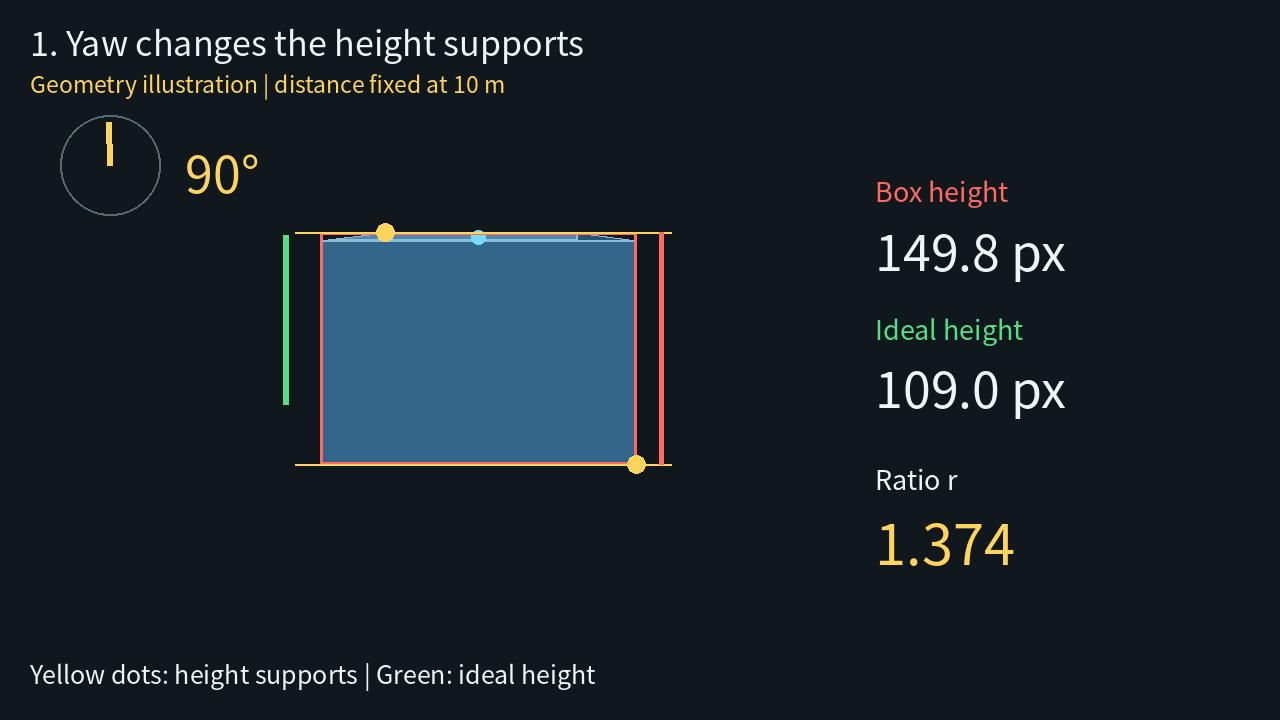 1. Yaw changes the height supports
Geometry illustration | distance fixed at 10 m
90°
Box height
149.8 px
Ideal height
109.0 px
Ratio r
1.374
Yellow dots: height supports | Green: ideal height